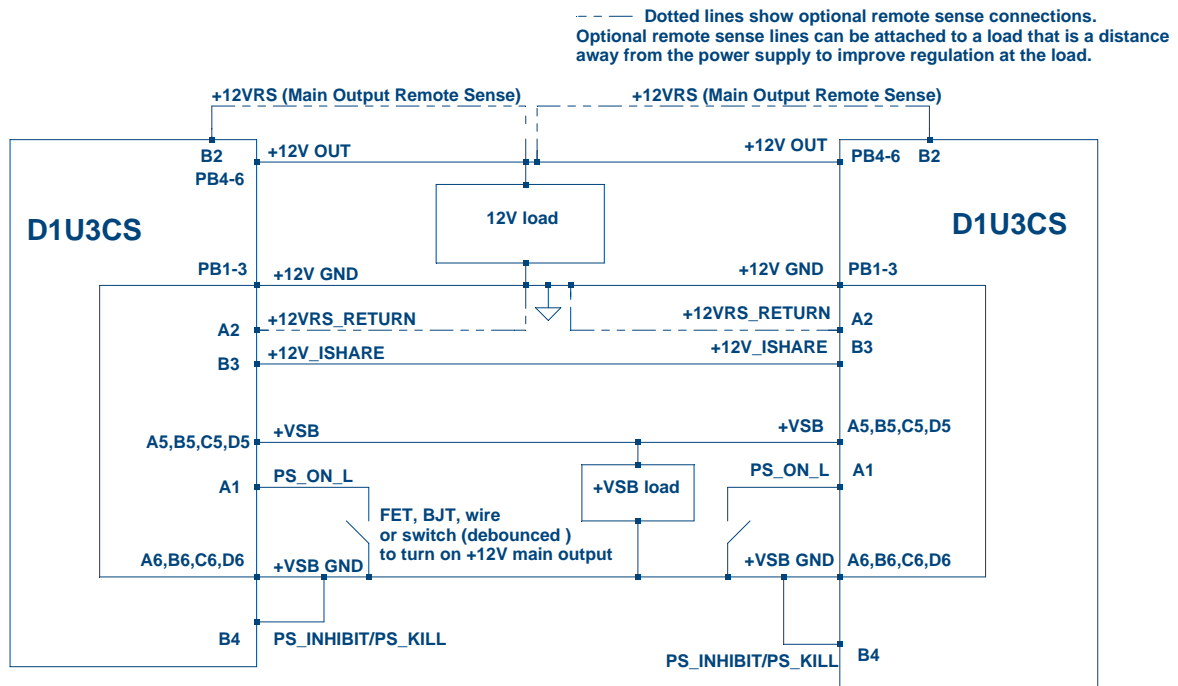 Dotted lines show optional remote sense connections.
Optional remote sense lines can be attached to a load that is a distance
away from the power supply to improve regulation at the load.
+12VRS (Main Output Remote Sense)
+12VRS (Main Output Remote Sense)
B2
+12V OUT
+12V OUT
PB4-6
B2
PB4-6
D1U3CS
12V load
D1U3CS
PB1-3
+12V GND
+12V GND
PB1-3
A2
+12VRS_RETURN
+12VRS_RETURN
A2
B3
+12V_ISHARE
+12V_ISHARE
B3
A5,B5,C5,D5
+VSB
+VSB
A5,B5,C5,D5
A1
PS_ON_L
+VSB load
PS_ON_L
A1
FET, BJT, wire
or switch (debounced )
to turn on +12V main output
A6,B6,C6,D6
+VSB GND
+VSB GND
A6,B6,C6,D6
B4
PS_INHIBIT/PS_KILL
PS_INHIBIT/PS_KILL
B4